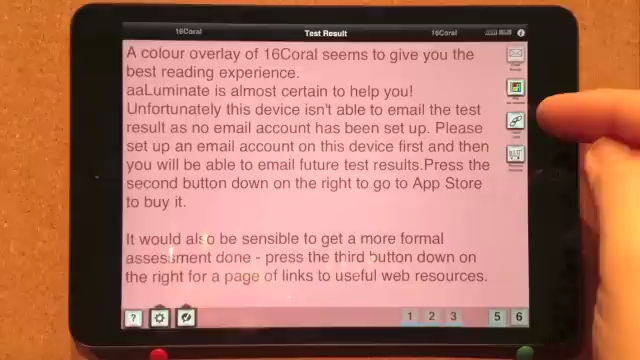 16Coral Test Result 16Coral
A colour overlay of 16Coral seems to give you the
best reading experience.
aaLuminate is almost certain to help you!
Unfortunately this device isn't able to email the test
result as no email account has been set up. Please
set up an email account on this device first and then
you will be able to email future test results.Press the
second button down on the right to go to App Store
to buy it.
It would also be sensible to get a more formal
assessment done - press the third button down on
the right for a page of links to useful web resources.
? 1 2 3 5 6